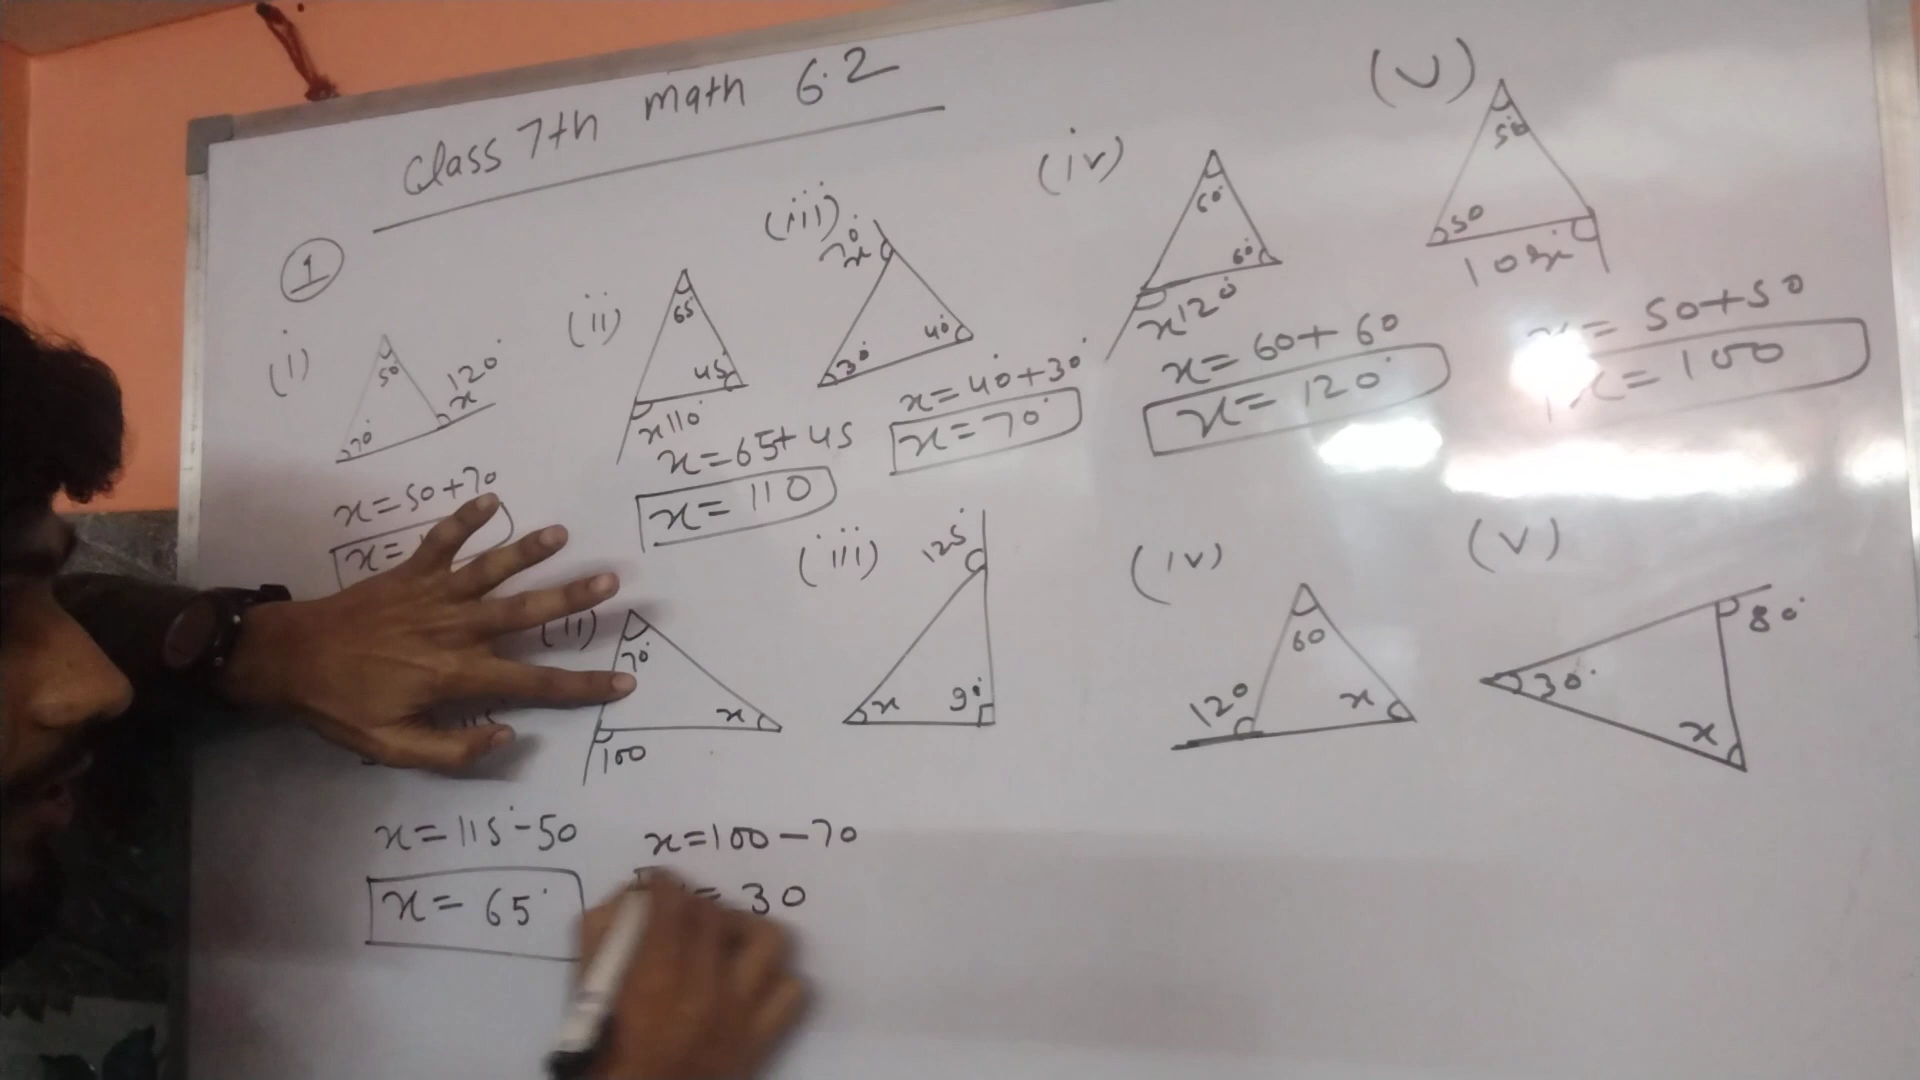 Class 7th math 6.2
1
(i)
50
70°
120°
x
x=50+70
x=
(ii)
65
45
x110°
x=65+45
x= 110
(iii)
x
30
40
x=40+30
x=70°
(iv)
60
60
x120
x=60+60
x= 120°
(v)
50
50
x= 50+50
x= 100
115
x=115-50
x= 65
(ii)
70
100
x
x=100-70
= 30
(iii)
125
x
90
(iv)
60
120
x
(v)
80
30
x